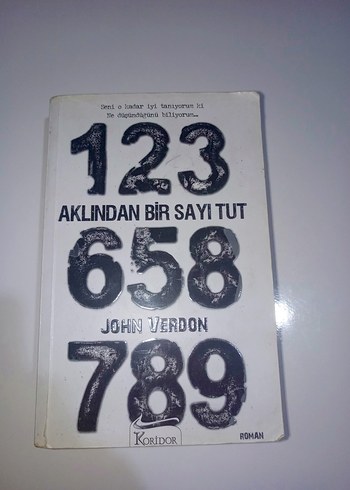 Seni o kadar iyi tanıyorum ki
Ne düşündüğünü biliyorum...
123
AKLINDAN BİR SAYI TUT
658
JOHN VERDON
789
KORİDOR
ROMAN